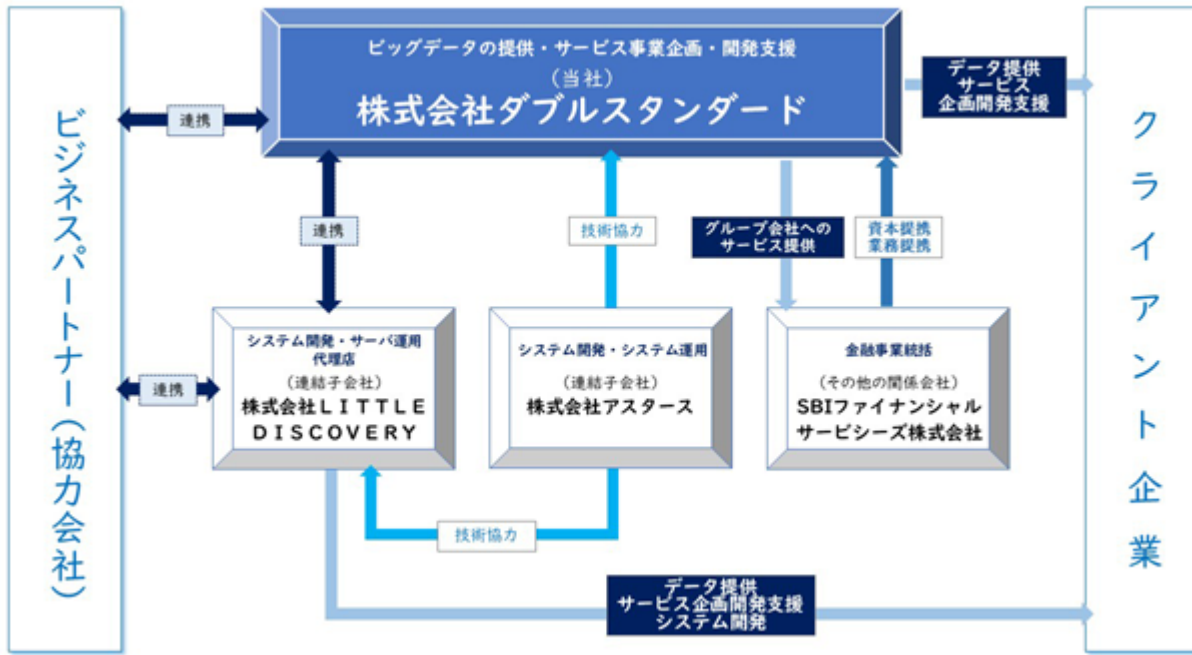 ビッグデータの提供・サービス事業企画・開発支援
(当社)
株式会社ダブルスタンダード
データ提供
サービス
企画開発支援
連携
ビジネスパートナー(協力会社)
クライアント企業
連携
技術協力
グループ会社への
サービス提供
資本提携
業務提携
システム開発・サーバ運用
代理店
(連結子会社)
株式会社LITTLE
DISCOVERY
システム開発・システム運用
(連結子会社)
株式会社アスタース
金融事業統括
(その他の関係会社)
SBIファイナンシャル
サービシーズ株式会社
連携
技術協力
データ提供
サービス企画開発支援
システム開発